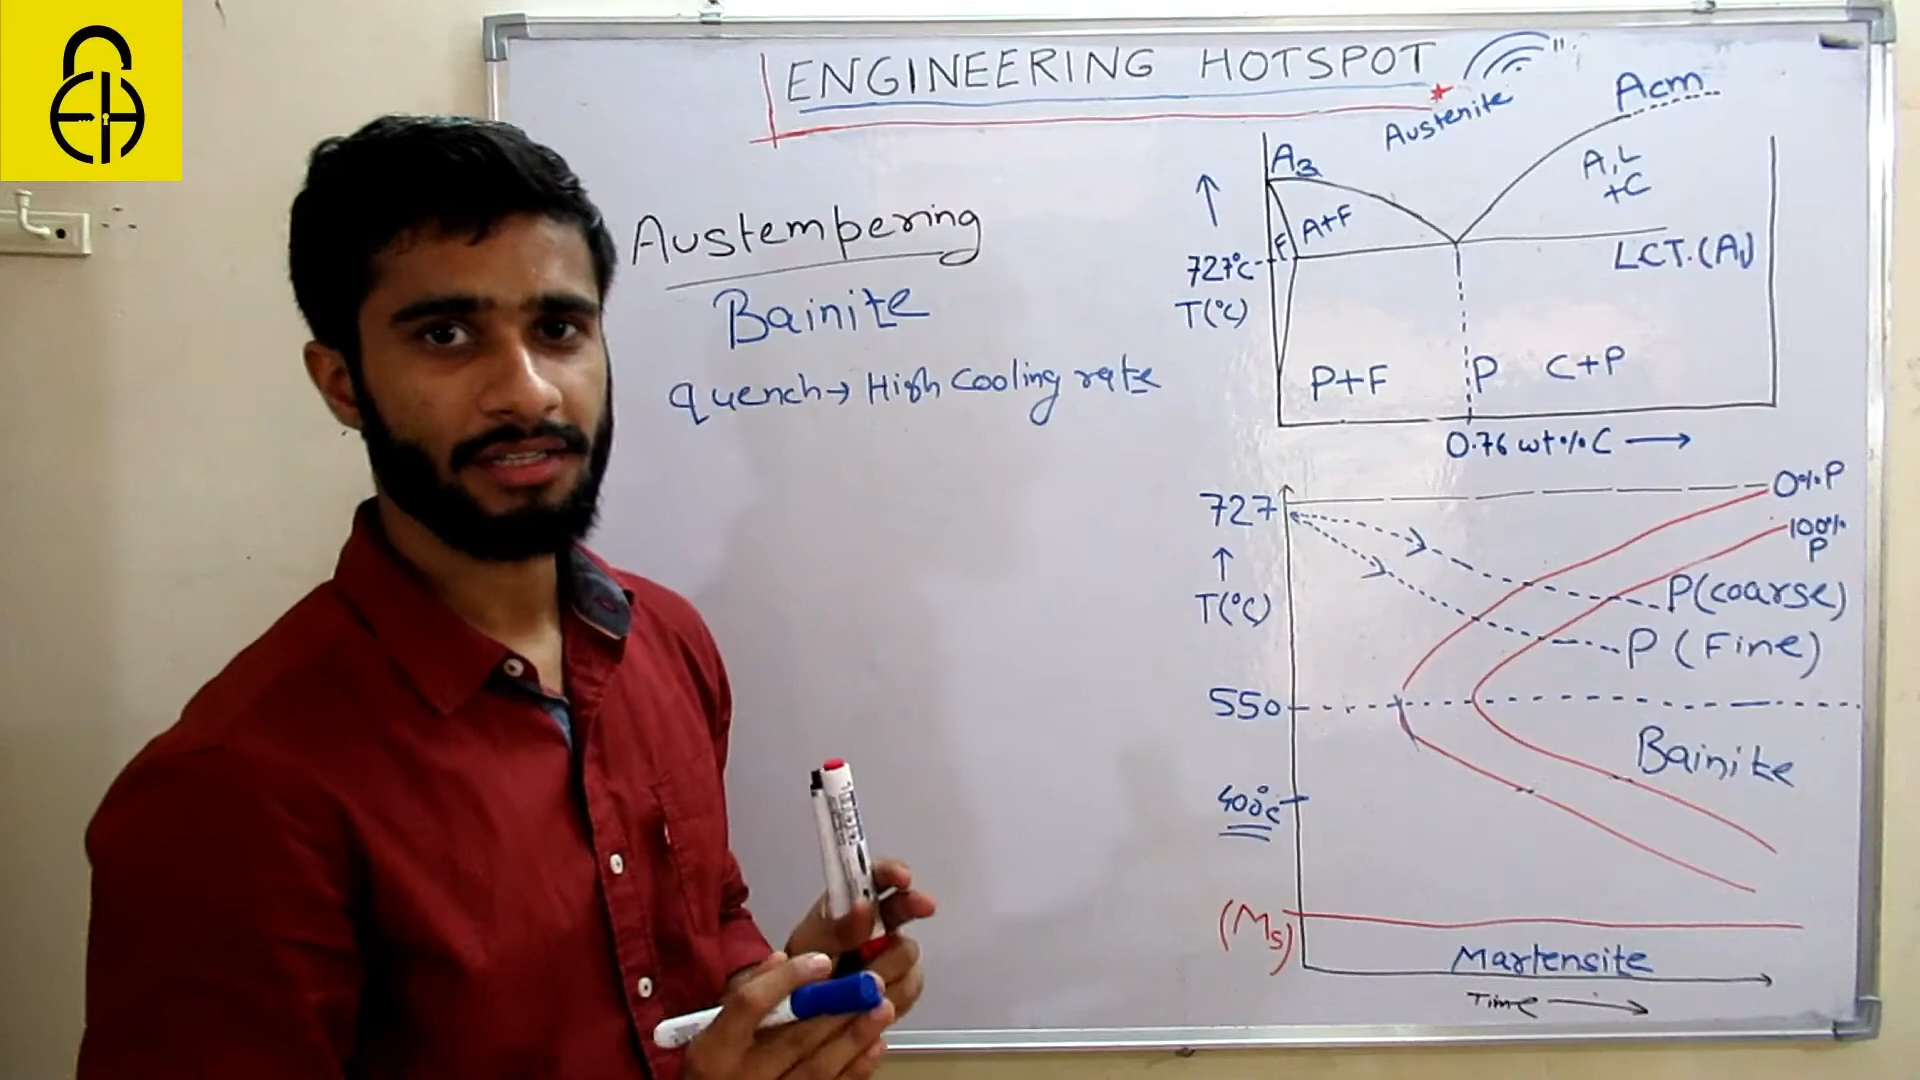 ENGINEERING HOTSPOT
Austempering
Bainite
quench → High Cooling rate
Austenite
Acm
A3
A,L
+C
A+F
F
727°C
T(°C)
LCT.(A1)
P+F
P
C+P
0.76 wt% C →
727
0% P
100%
P
T(°C)
P(coarse)
P (Fine)
550
Bainite
400°C
(Ms)
Martensite
Time →